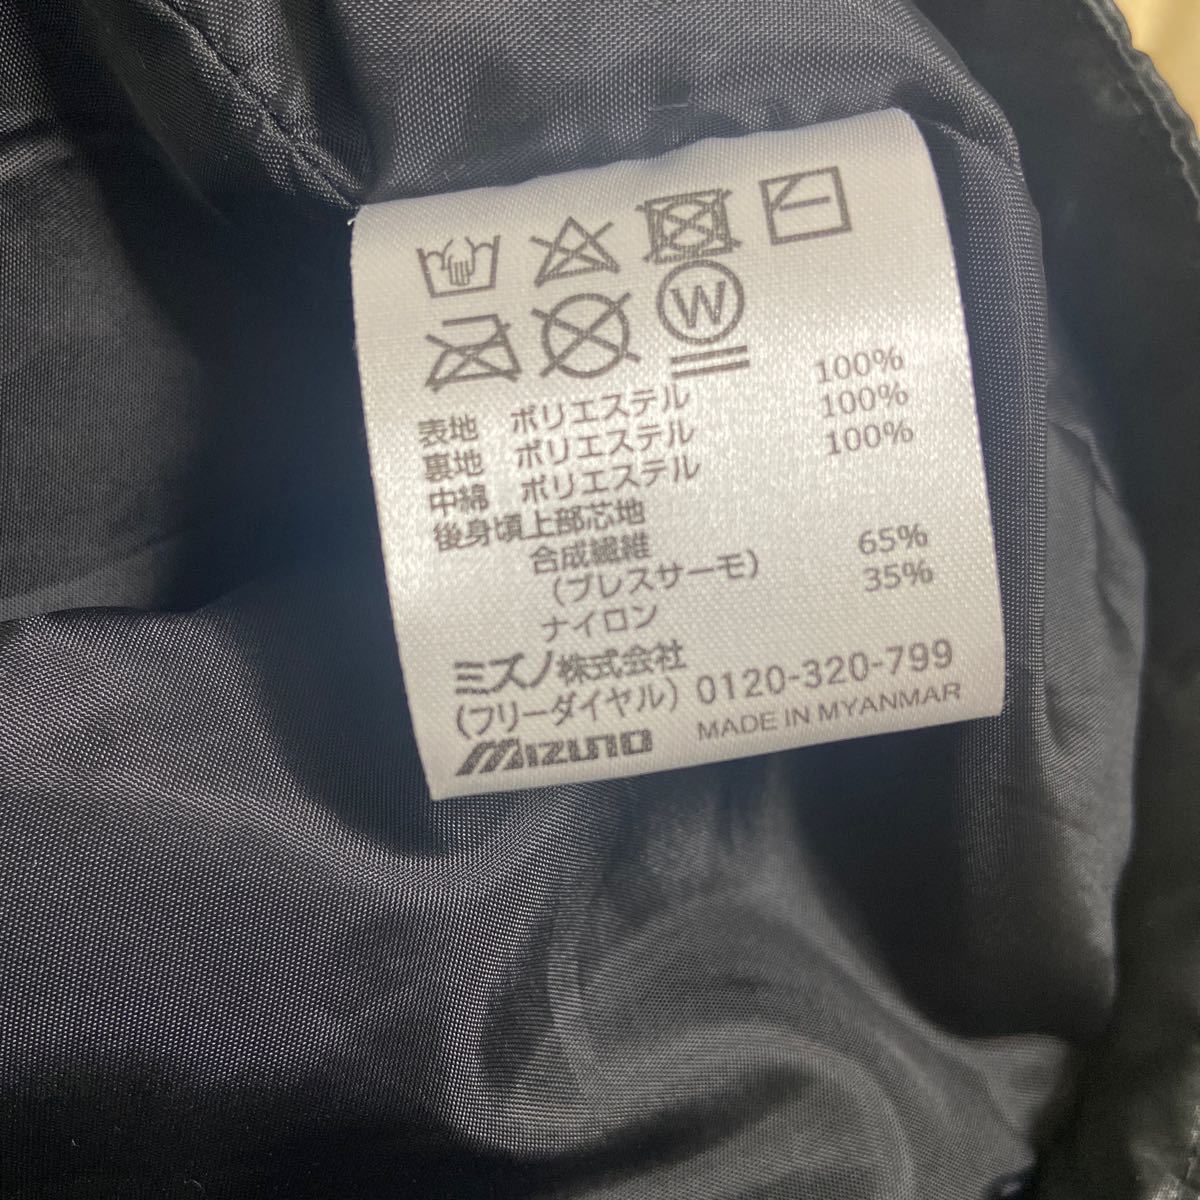 W
表地 ポリエステル 100%
裏地 ポリエステル 100%
中綿 ポリエステル 100%
後身頃上部芯地
合成繊維
(ブレスサーモ) 65%
ナイロン 35%
ミズノ株式会社
(フリーダイヤル) 0120-320-799
MIZUNO MADE IN MYANMAR